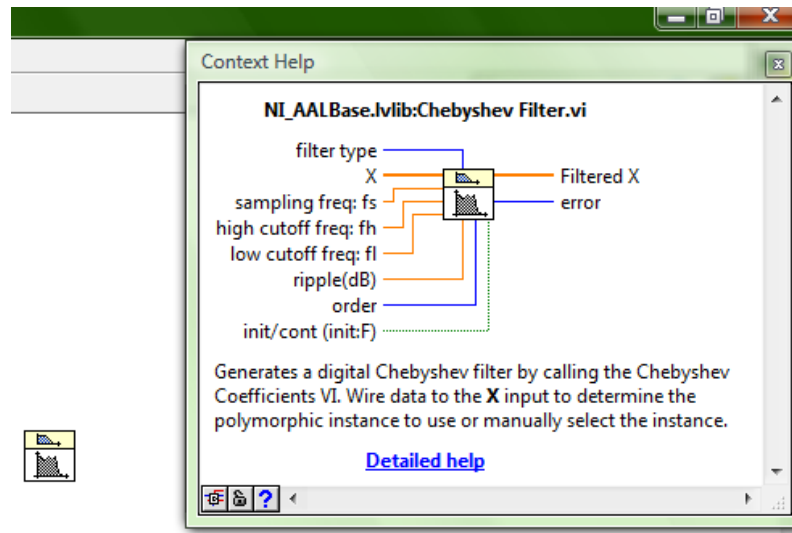 Context Help
NI_AALBase.lvlib:Chebyshev Filter.vi
filter type
X
Filtered X
sampling freq: fs
error
high cutoff freq: fh
low cutoff freq: fl
ripple(dB)
order
init/cont (init:F)
Generates a digital Chebyshev filter by calling the Chebyshev
Coefficients VI. Wire data to the X input to determine the
polymorphic instance to use or manually select the instance.
Detailed help
?